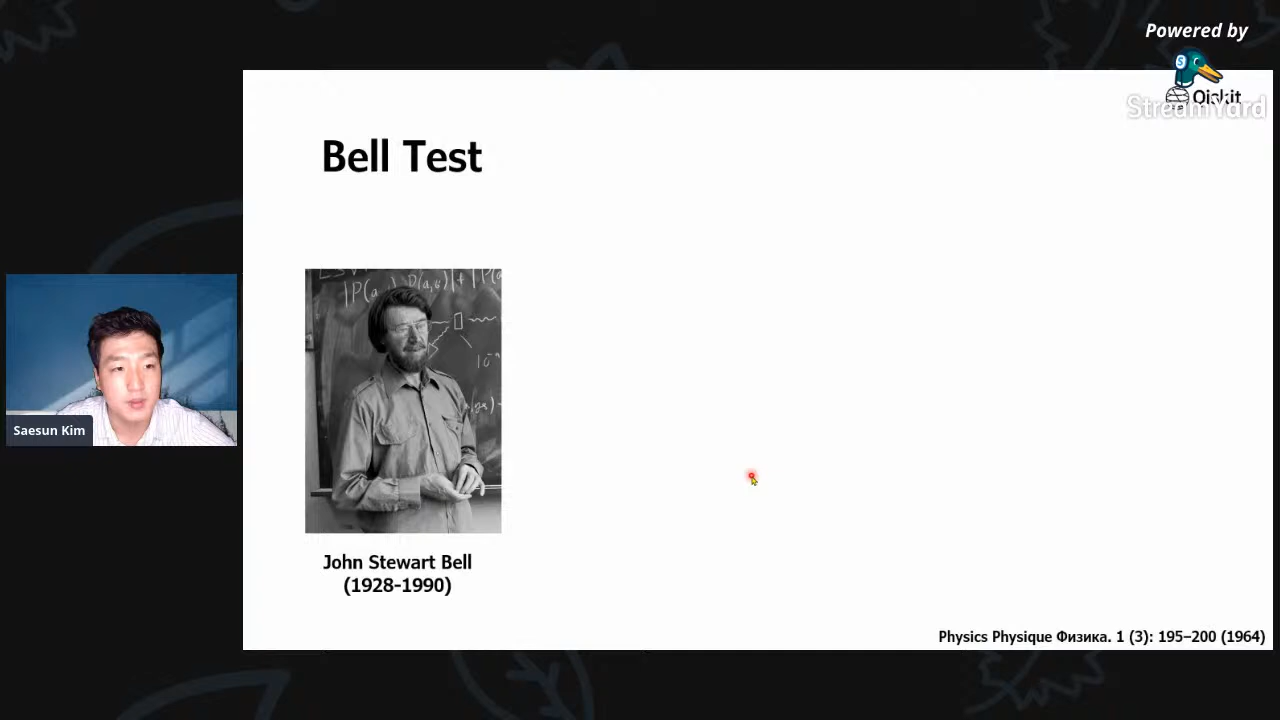 Powered by
StreamYard
Qiskit
Bell Test
|P(a
Saesun Kim
John Stewart Bell
(1928-1990)
Physics Physique Физика. 1 (3): 195–200 (1964)